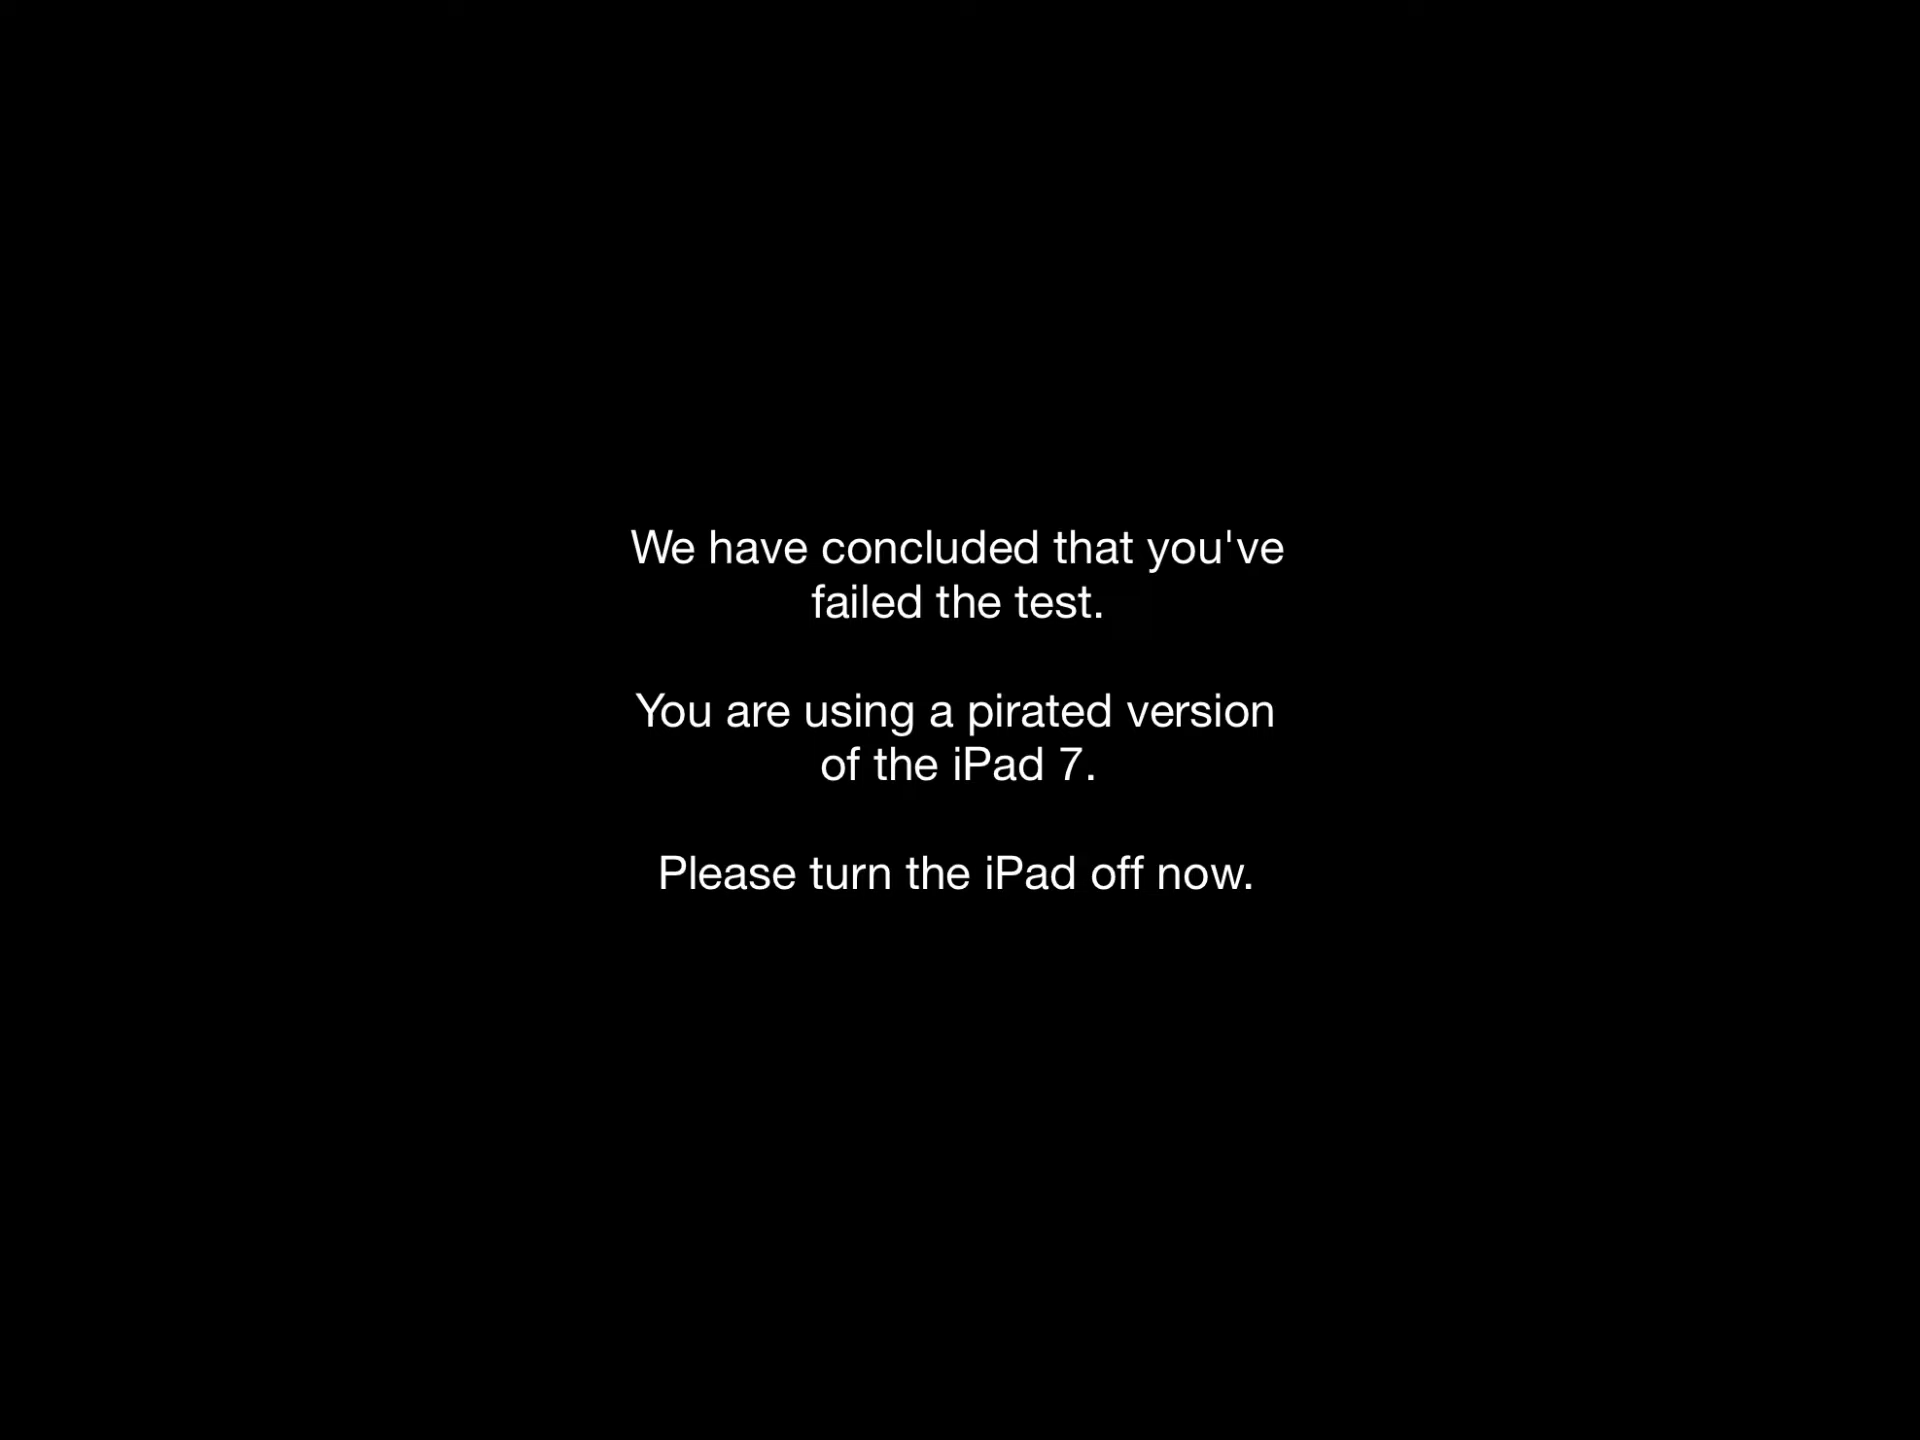 We have concluded that you've
failed the test.
You are using a pirated version
of the iPad 7.
Please turn the iPad off now.